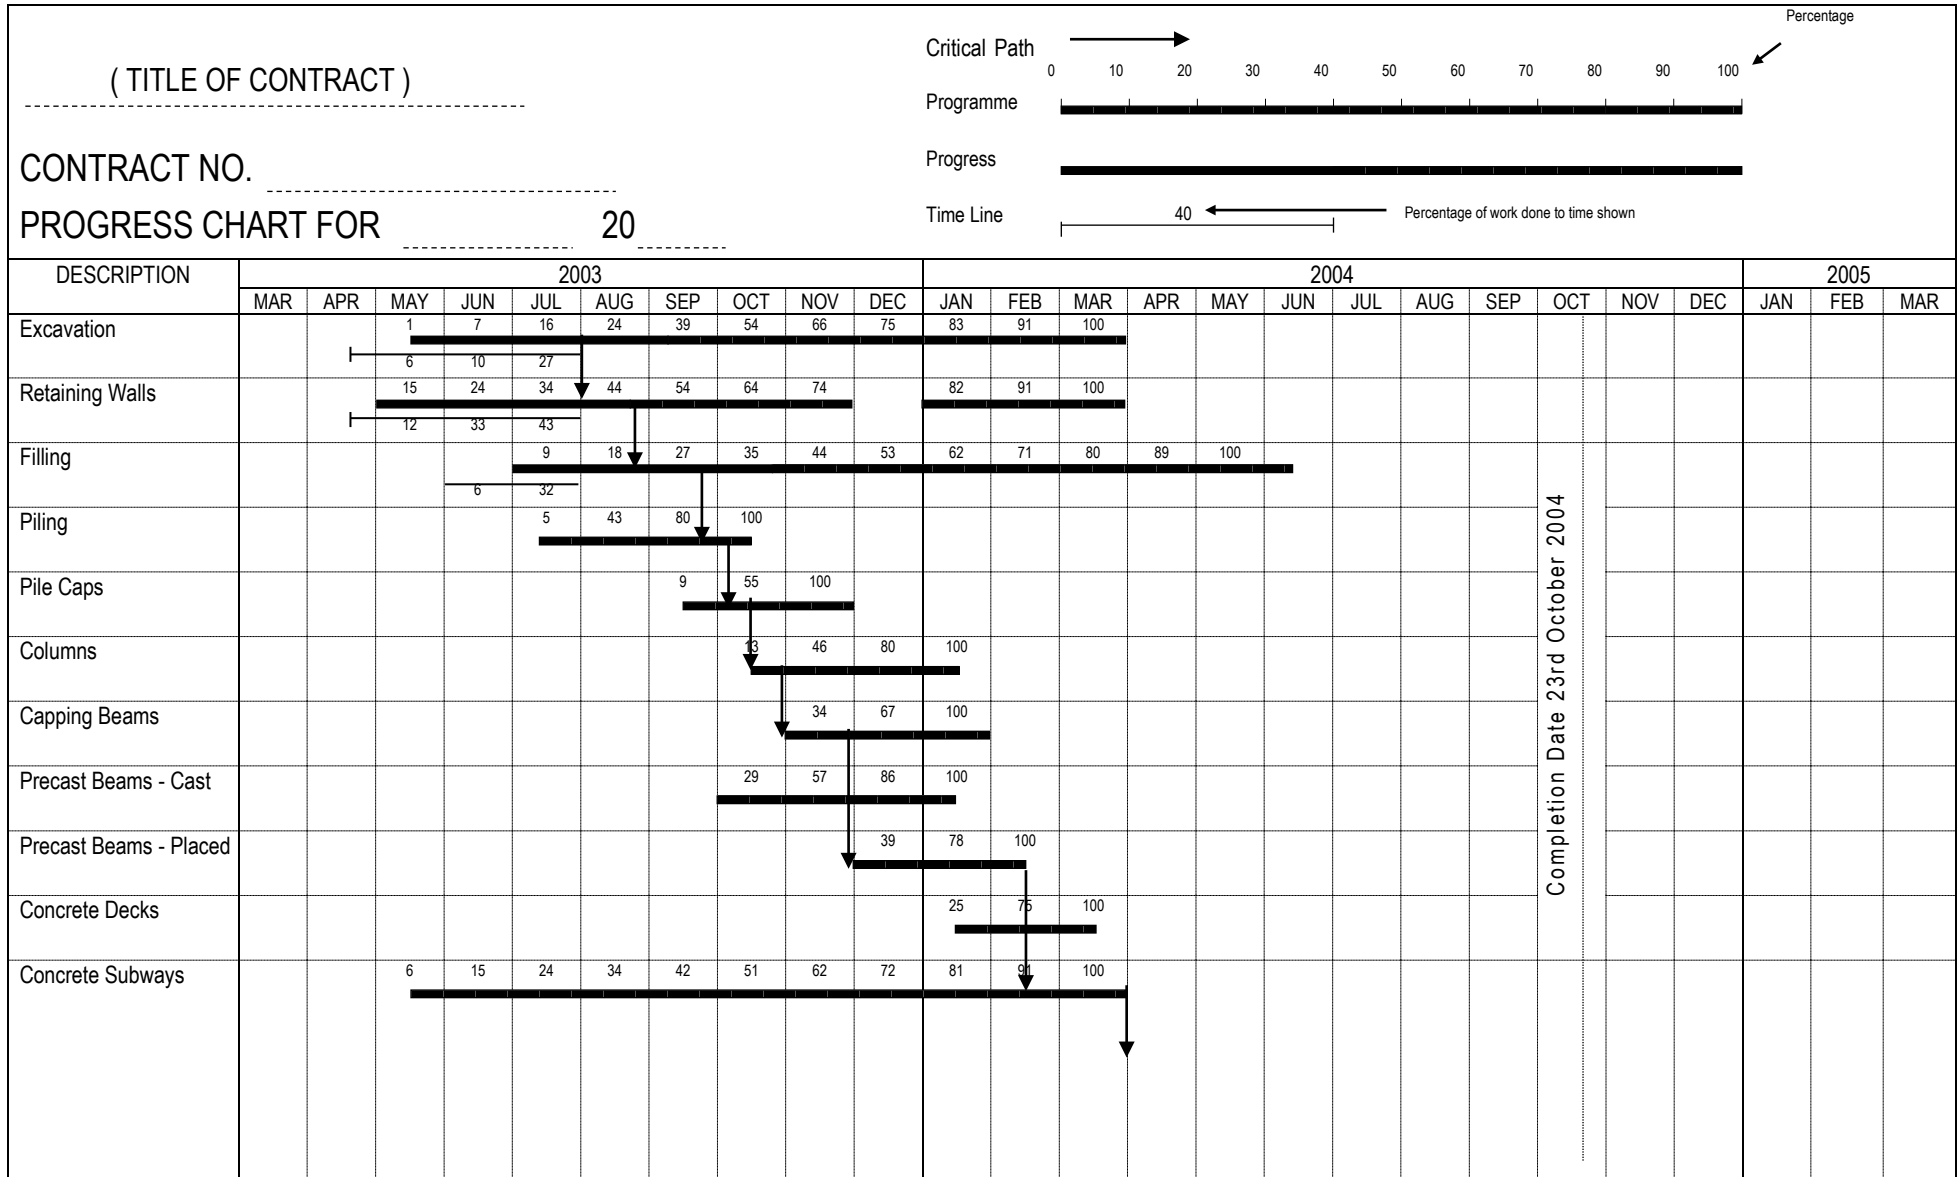 Percentage
Critical Path
0 10 20 30 40 50 60 70 80 90 100
( TITLE OF CONTRACT )
Programme
CONTRACT NO.
Progress
PROGRESS CHART FOR 20
Time Line 40 Percentage of work done to time shown
DESCRIPTION 2003 2004 2005
MAR APR MAY JUN JUL AUG SEP OCT NOV DEC JAN FEB MAR APR MAY JUN JUL AUG SEP OCT NOV DEC JAN FEB MAR
Excavation 1 7 16 24 39 54 66 75 83 91 100
6 10 27
Retaining Walls 15 24 34 44 54 64 74 82 91 100
12 33 43
Filling 9 18 27 35 44 53 62 71 80 89 100
6 32
Piling 5 43 80 100
Pile Caps 9 55 100
Columns 13 46 80 100
Capping Beams 34 67 100
Precast Beams - Cast 29 57 86 100
Precast Beams - Placed 39 78 100
Concrete Decks 25 75 100
Concrete Subways 6 15 24 34 42 51 62 72 81 91 100
Completion Date 23rd October 2004